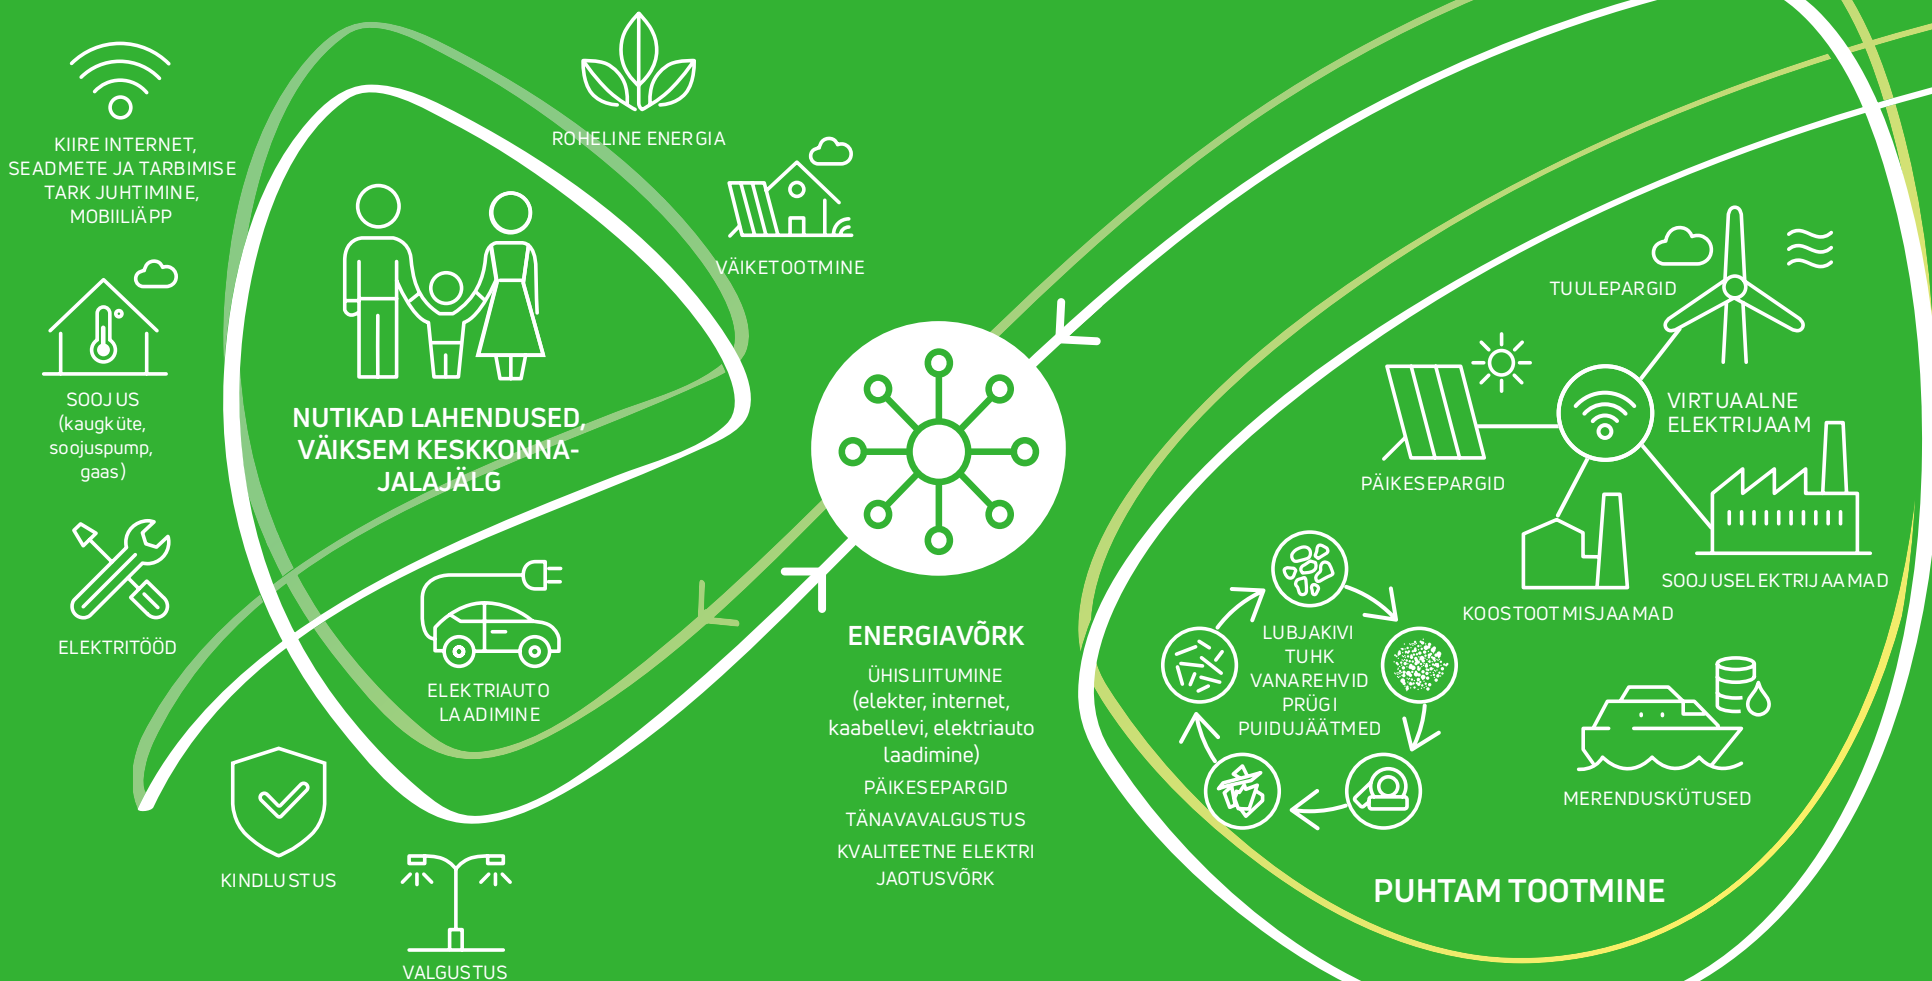 KIIRE INTERNET,
SEADMETE JA TARBIMISE
TARK JUHTIMINE,
MOBIILIÄPP
SOOJUS
(kaugküte,
soojuspump,
gaas)
ELEKTRITÖÖD
KINDLUSTUS
VALGUSTUS
ROHELINE ENERGIA
VÄIKETOOTMINE
NUTIKAD LAHENDUSED,
VÄIKSEM KESKKONNA-
JALAJÄLG
ELEKTRIAUTO
LAADIMINE
ENERGIAVÕRK
ÜHISLIITUMINE
(elekter, internet,
kaabellevi, elektriauto
laadimine)
PÄIKESEPARGID
TÄNAVAVALGUSTUS
KVALITEETNE ELEKTRI
JAOTUSVÕRK
TUULEPARGID
VIRTUAALNE
ELEKTRIJAAM
PÄIKESEPARGID
SOOJUSELEKTRIJAAMAD
KOOSTOOTMISJAAMAD
LUBJAKIVI
TUHK
VANAREHVID
PRÜGI
PUIDUJÄÄTMED
MERENDUSKÜTUSED
PUHTAM TOOTMINE